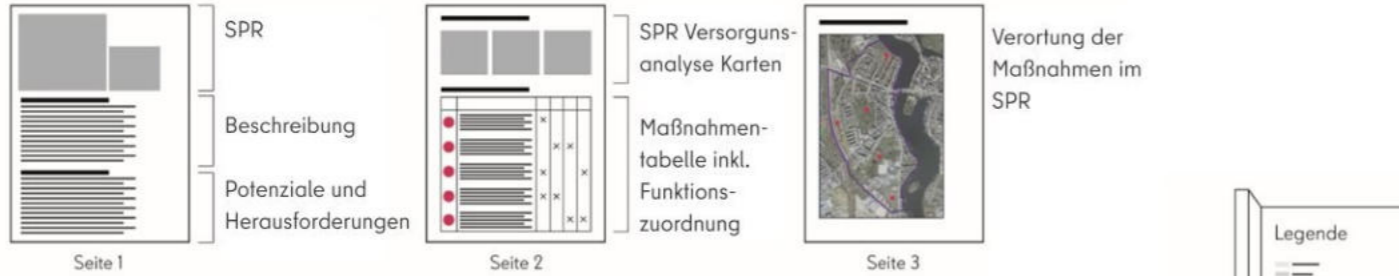 SPR
Beschreibung
Potenziale und
Herausforderungen
Seite 1
SPR Versorguns-
analyse Karten
Maßnahmen-
tabelle inkl.
Funktions-
zuordnung
Seite 2
Verortung der
Maßnahmen im
SPR
Seite 3
Legende